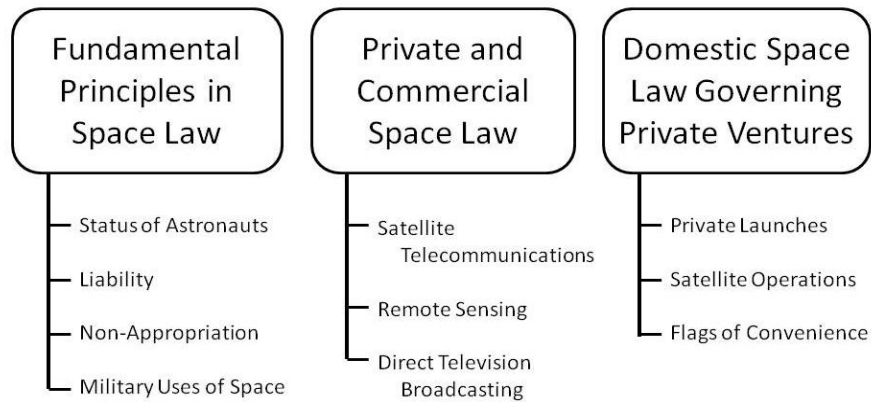 Fundamental
Principles in
Space Law
Status of Astronauts
Liability
Non-Appropriation
Military Uses of Space
Private and
Commercial
Space Law
Satellite
Telecommunications
Remote Sensing
Direct Television
Broadcasting
Domestic Space
Law Governing
Private Ventures
Private Launches
Satellite Operations
Flags of Convenience